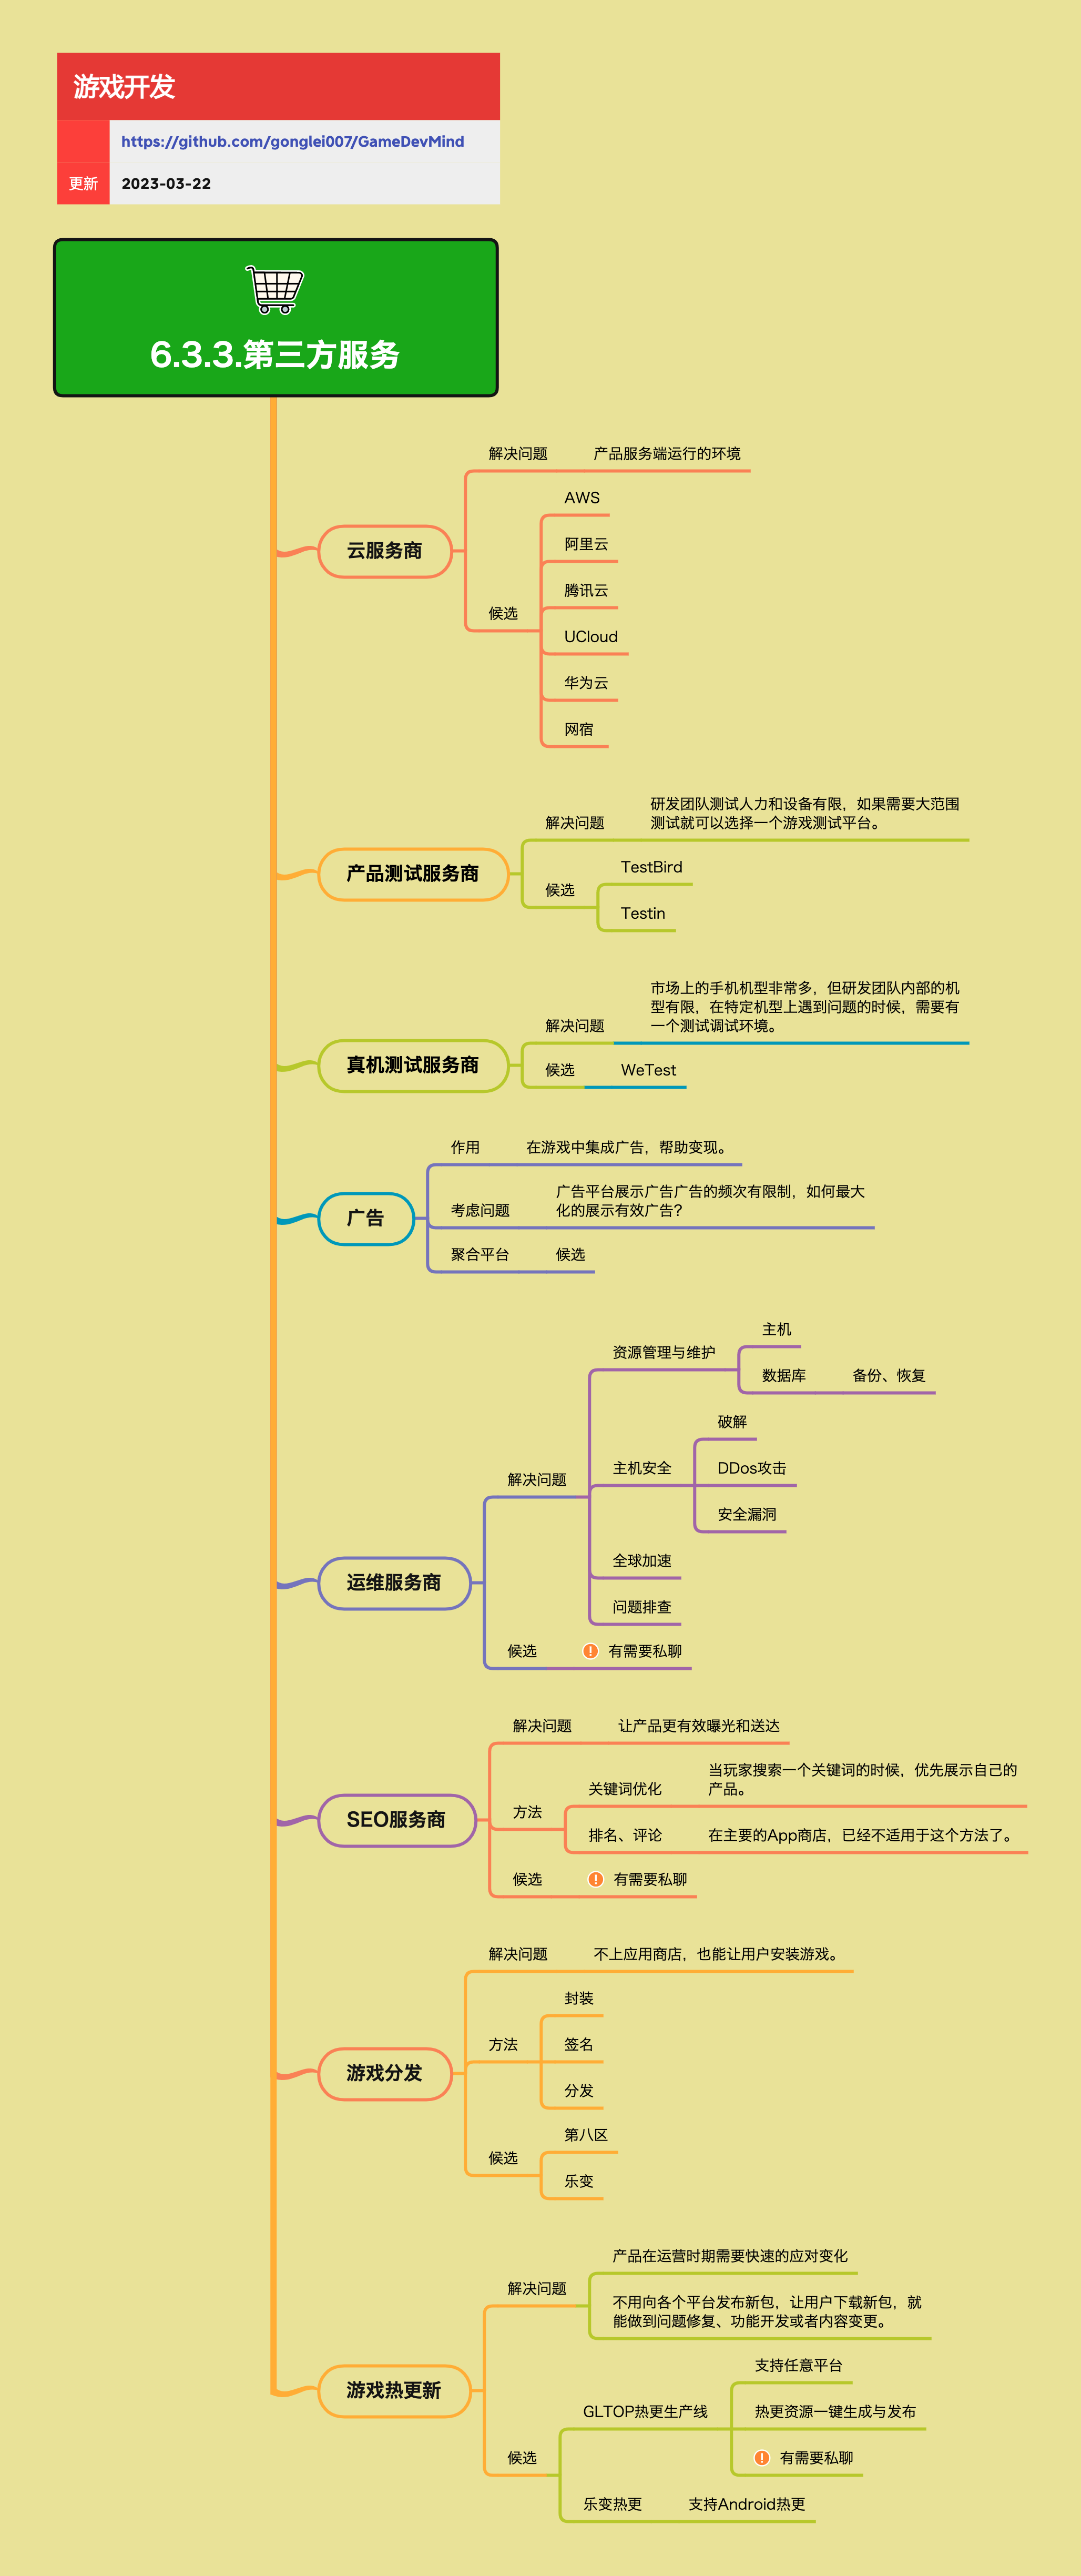 游戏开发
https://github.com/gonglei007/GameDevMind
更新
2023-03-22
6.3.3.第三方服务
云服务商
解决问题
产品服务端运行的环境
候选
AWS
阿里云
腾讯云
UCloud
华为云
网宿
产品测试服务商
解决问题
研发团队测试人力和设备有限，如果需要大范围
测试就可以选择一个游戏测试平台。
候选
TestBird
Testin
真机测试服务商
解决问题
市场上的手机机型非常多，但研发团队内部的机
型有限，在特定机型上遇到问题的时候，需要有
一个测试调试环境。
候选
WeTest
广告
作用
在游戏中集成广告，帮助变现。
考虑问题
广告平台展示广告广告的频次有限制，如何最大
化的展示有效广告？
聚合平台
候选
运维服务商
解决问题
资源管理与维护
主机
数据库
备份、恢复
主机安全
破解
DDos攻击
安全漏洞
全球加速
问题排查
候选
有需要私聊
SEO服务商
解决问题
让产品更有效曝光和送达
方法
关键词优化
当玩家搜索一个关键词的时候，优先展示自己的
产品。
排名、评论
在主要的App商店，已经不适用于这个方法了。
候选
有需要私聊
游戏分发
解决问题
不上应用商店，也能让用户安装游戏。
方法
封装
签名
分发
候选
第八区
乐变
游戏热更新
解决问题
产品在运营时期需要快速的应对变化
不用向各个平台发布新包，让用户下载新包，就
能做到问题修复、功能开发或者内容变更。
候选
GLTOP热更生产线
支持任意平台
热更资源一键生成与发布
有需要私聊
乐变热更
支持Android热更